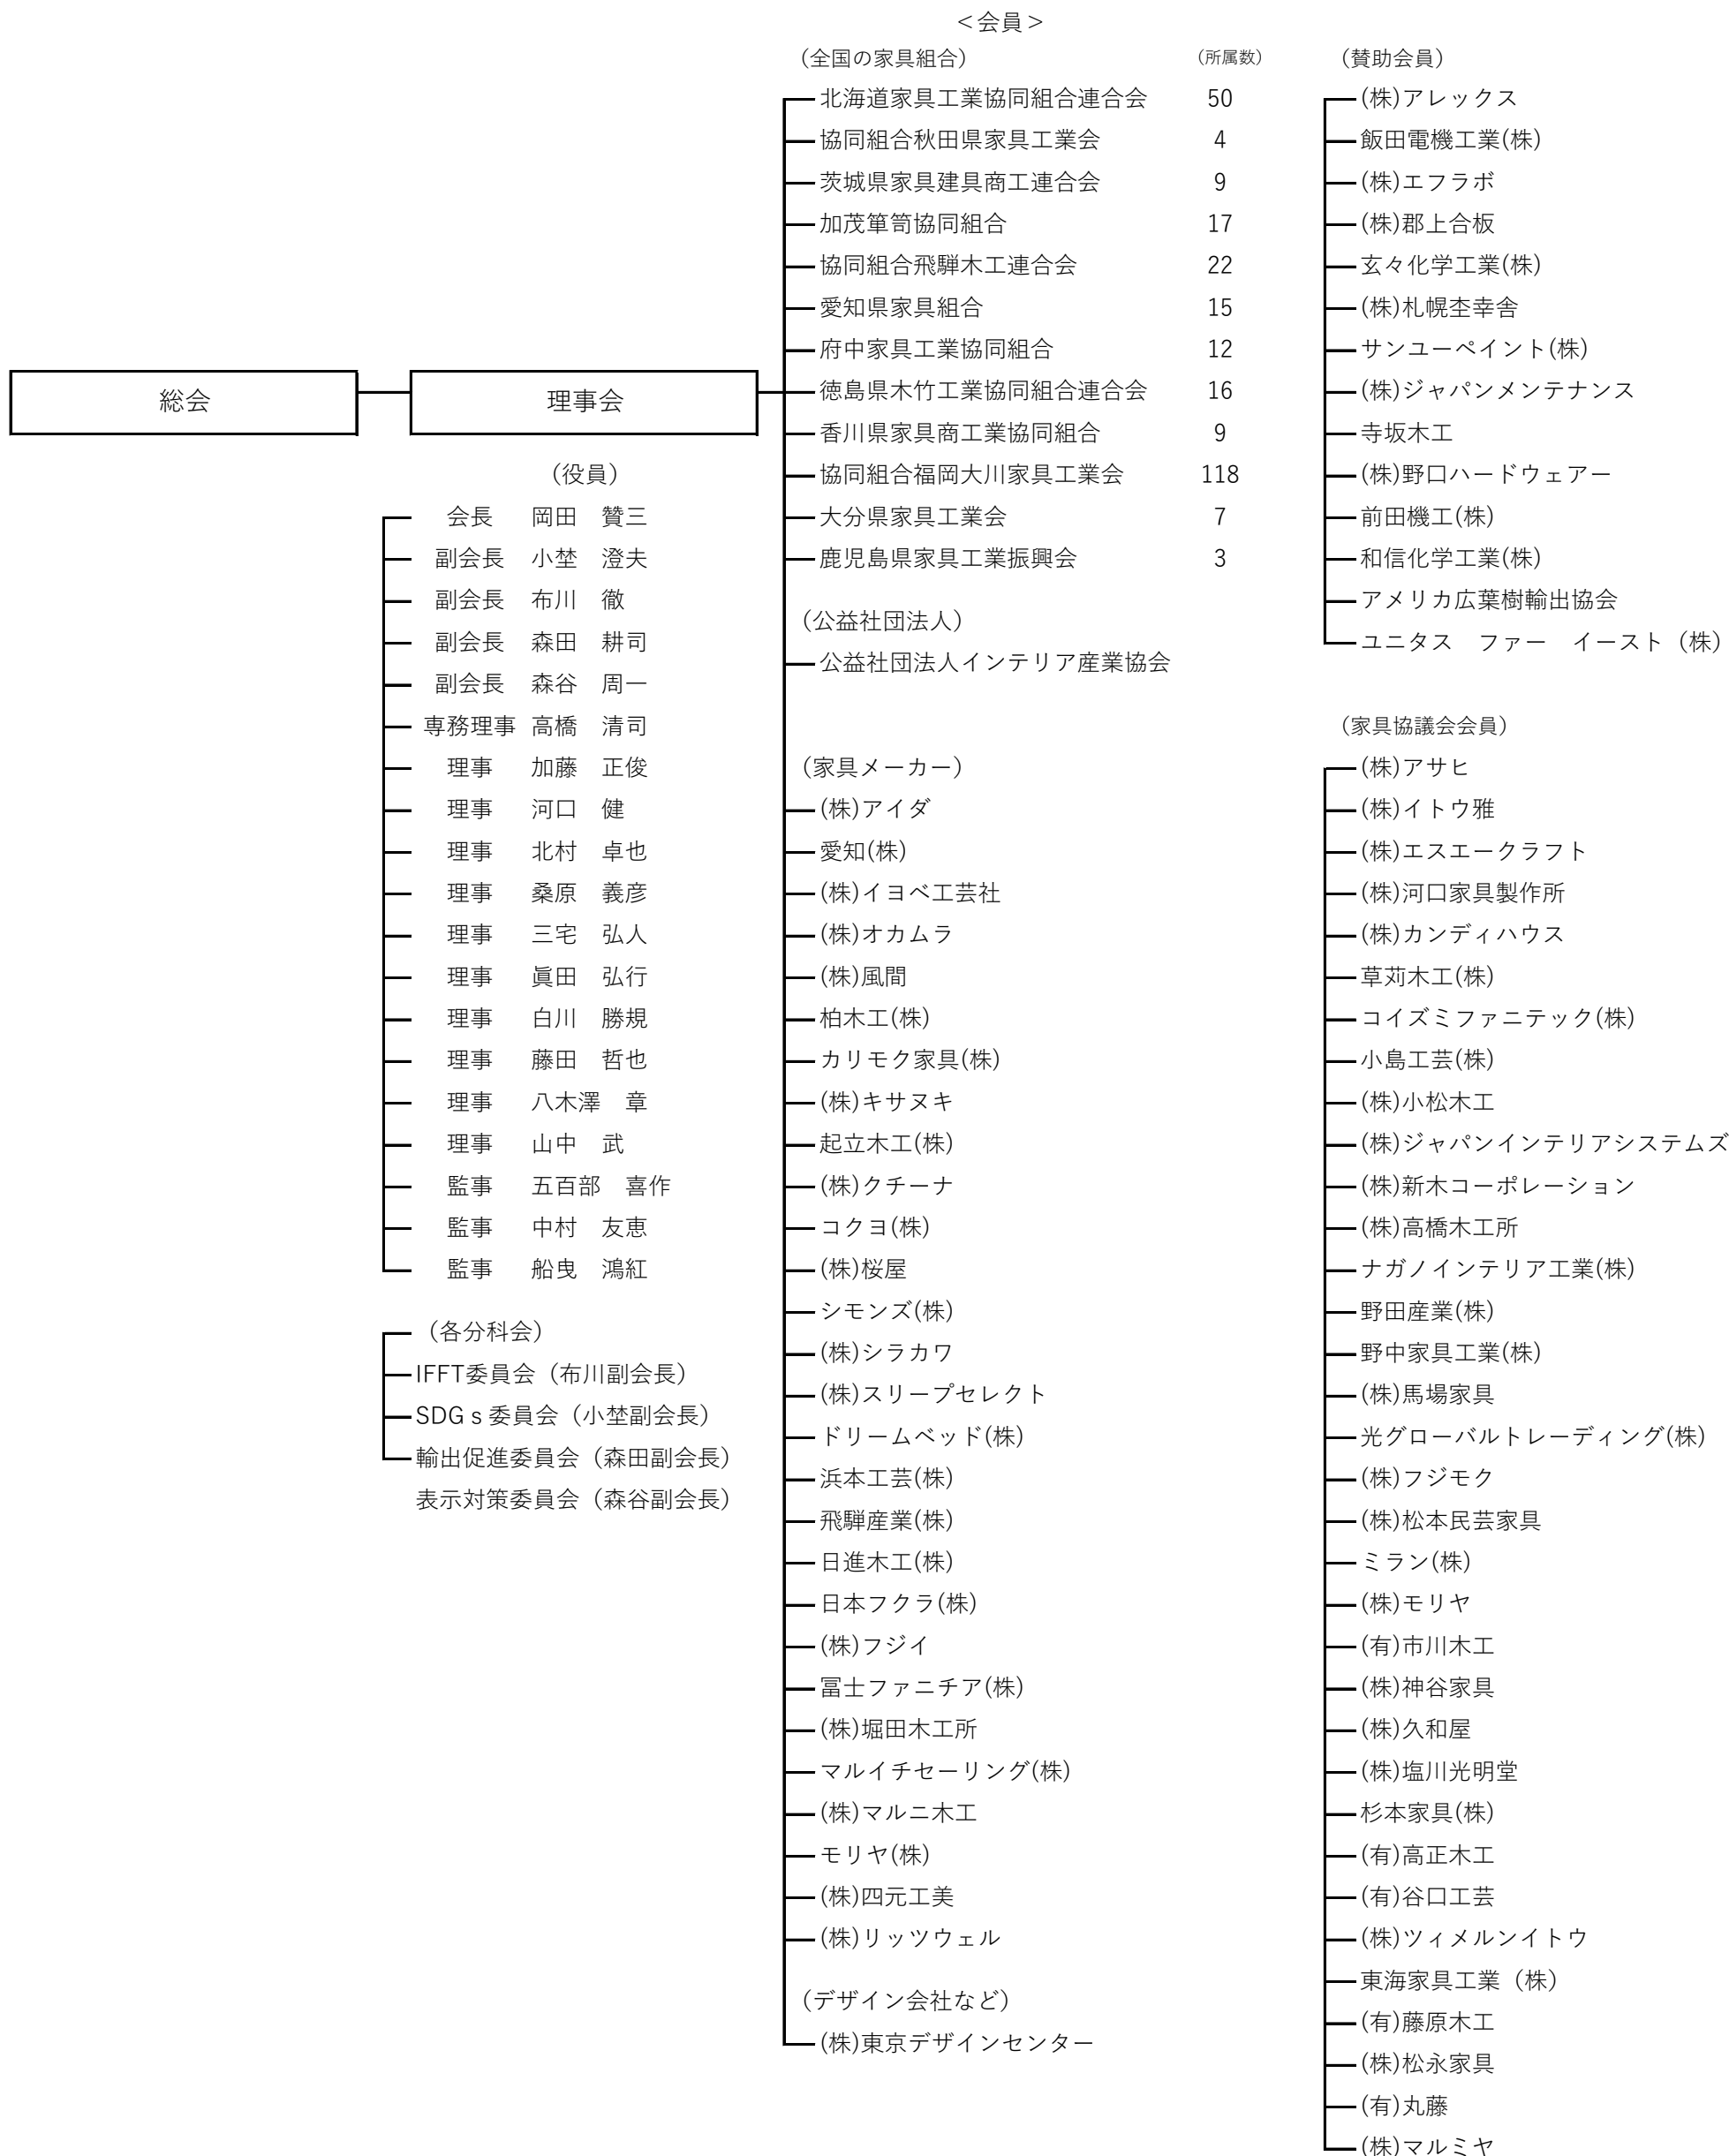 ＜会員＞
（全国の家具組合）
（所属数）
北海道家具工業協同組合連合会 50
協同組合秋田県家具工業会 4
茨城県家具建具商工連合会 9
加茂箪笥協同組合 17
協同組合飛騨木工連合会 22
愛知県家具組合 15
府中家具工業協同組合 12
徳島県木竹工業協同組合連合会 16
香川県家具商工業協同組合 9
協同組合福岡大川家具工業会 118
大分県家具工業会 7
鹿児島県家具工業振興会 3
総会
理事会
（役員）
会長 岡田 贊三
副会長 小埜 澄夫
副会長 布川 徹
副会長 森田 耕司
副会長 森谷 周一
専務理事 高橋 清司
理事 加藤 正俊
理事 河口 健
理事 北村 卓也
理事 桑原 義彦
理事 三宅 弘人
理事 眞田 弘行
理事 白川 勝規
理事 藤田 哲也
理事 八木澤 章
理事 山中 武
監事 五百部 喜作
監事 中村 友恵
監事 船曳 鴻紅
（各分科会）
IFFT委員会（布川副会長）
SDGｓ委員会（小埜副会長）
輸出促進委員会（森田副会長）
表示対策委員会（森谷副会長）
（公益社団法人）
公益社団法人インテリア産業協会
（家具メーカー）
(株)アイダ
愛知(株)
(株)イヨベ工芸社
(株)オカムラ
(株)風間
柏木工(株)
カリモク家具(株)
(株)キサヌキ
起立木工(株)
(株)クチーナ
コクヨ(株)
(株)桜屋
シモンズ(株)
(株)シラカワ
(株)スリープセレクト
ドリームベッド(株)
浜本工芸(株)
飛騨産業(株)
日進木工(株)
日本フクラ(株)
(株)フジイ
冨士ファニチア(株)
(株)堀田木工所
マルイチセーリング(株)
(株)マルニ木工
モリヤ(株)
(株)四元工美
(株)リッツウェル
（デザイン会社など）
(株)東京デザインセンター
（賛助会員）
(株)アレックス
飯田電機工業(株)
(株)エフラボ
(株)郡上合板
玄々化学工業(株)
(株)札幌杢幸舎
サンユーペイント(株)
(株)ジャパンメンテナンス
寺坂木工
(株)野口ハードウェアー
前田機工(株)
和信化学工業(株)
アメリカ広葉樹輸出協会
ユニタス ファー イースト（株）
（家具協議会会員）
(株)アサヒ
(株)イトウ雅
(株)エスエークラフト
(株)河口家具製作所
(株)カンディハウス
草苅木工(株)
コイズミファニテック(株)
小島工芸(株)
(株)小松木工
(株)ジャパンインテリアシステムズ
(株)新木コーポレーション
(株)高橋木工所
ナガノインテリア工業(株)
野田産業(株)
野中家具工業(株)
(株)馬場家具
光グローバルトレーディング(株)
(株)フジモク
(株)松本民芸家具
ミラン(株)
(株)モリヤ
(有)市川木工
(株)神谷家具
(株)久和屋
(株)塩川光明堂
杉本家具(株)
(有)高正木工
(有)谷口工芸
(株)ツィメルンイトウ
東海家具工業（株）
(有)藤原木工
(株)松永家具
(有)丸藤
(株)マルミヤ